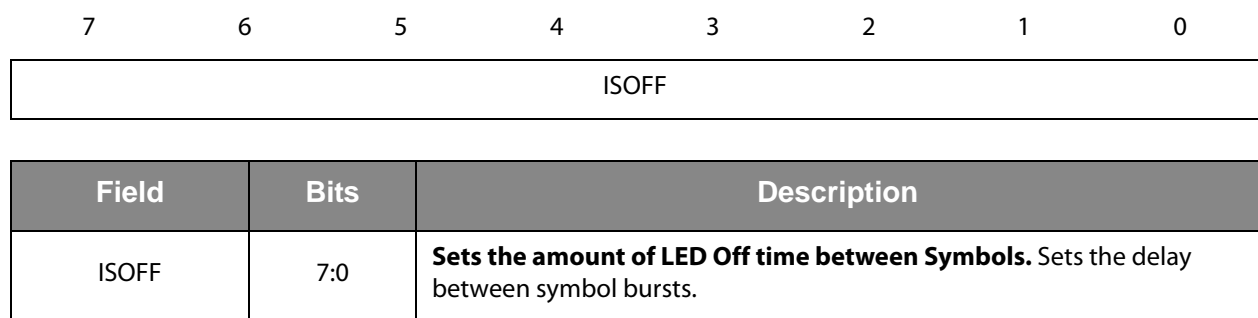 7 6 5 4 3 2 1 0
ISOFF
Field Bits Description
ISOFF 7:0 Sets the amount of LED Off time between Symbols. Sets the delay
between symbol bursts.